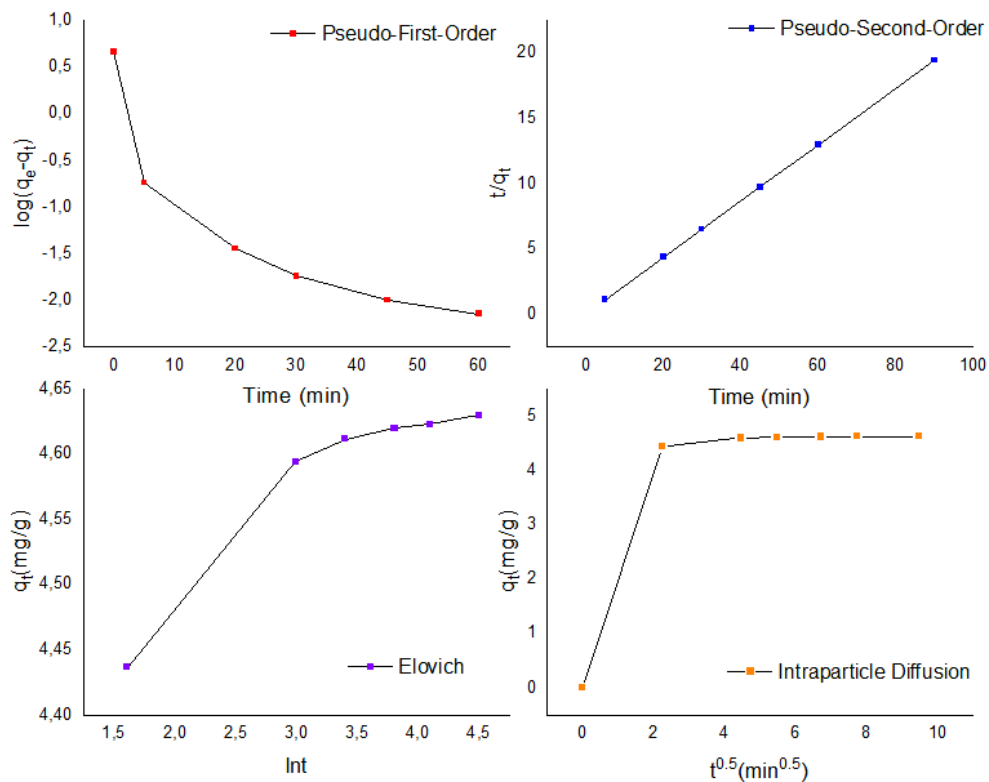 Pseudo-First-Order
1,0
0,5
0,0
-0,5
-1,0
-1,5
-2,0
-2,5
log(qe-qt)
0 10 20 30 40 50 60
Time (min)
Pseudo-Second-Order
20
15
10
5
0
t/qt
0 20 40 60 80 100
Time (min)
4,65
4,60
4,55
4,50
4,45
4,40
qt(mg/g)
Elovich
1,5 2,0 2,5 3,0 3,5 4,0 4,5
lnt
5
4
3
2
1
0
qt(mg/g)
Intraparticle Diffusion
0 2 4 6 8 10
t^0.5(min^0.5)